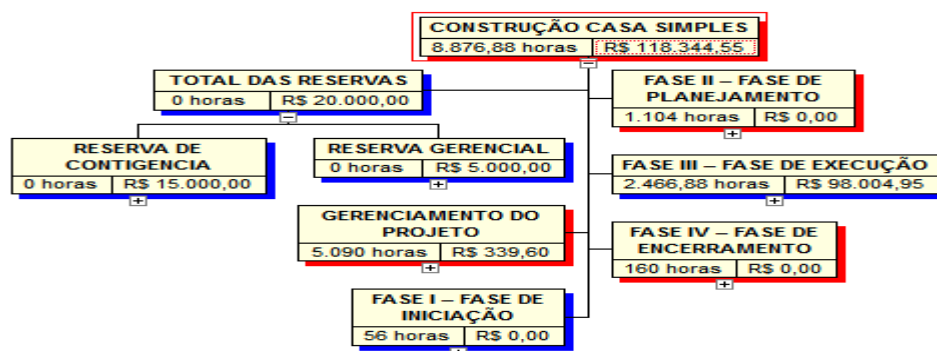 CONSTRUÇÃO CASA SIMPLES
8.876,88 horas R$ 118.344,55
TOTAL DAS RESERVAS
0 horas R$ 20.000,00
FASE II – FASE DE
PLANEJAMENTO
1.104 horas R$ 0,00
RESERVA DE
CONTIGENCIA
0 horas R$ 15.000,00
RESERVA GERENCIAL
0 horas R$ 5.000,00
FASE III – FASE DE EXECUÇÃO
2.466,88 horas R$ 98.004,95
GERENCIAMENTO DO
PROJETO
5.090 horas R$ 339,60
FASE IV – FASE DE
ENCERRAMENTO
160 horas R$ 0,00
FASE I – FASE DE
INICIAÇÃO
56 horas R$ 0,00